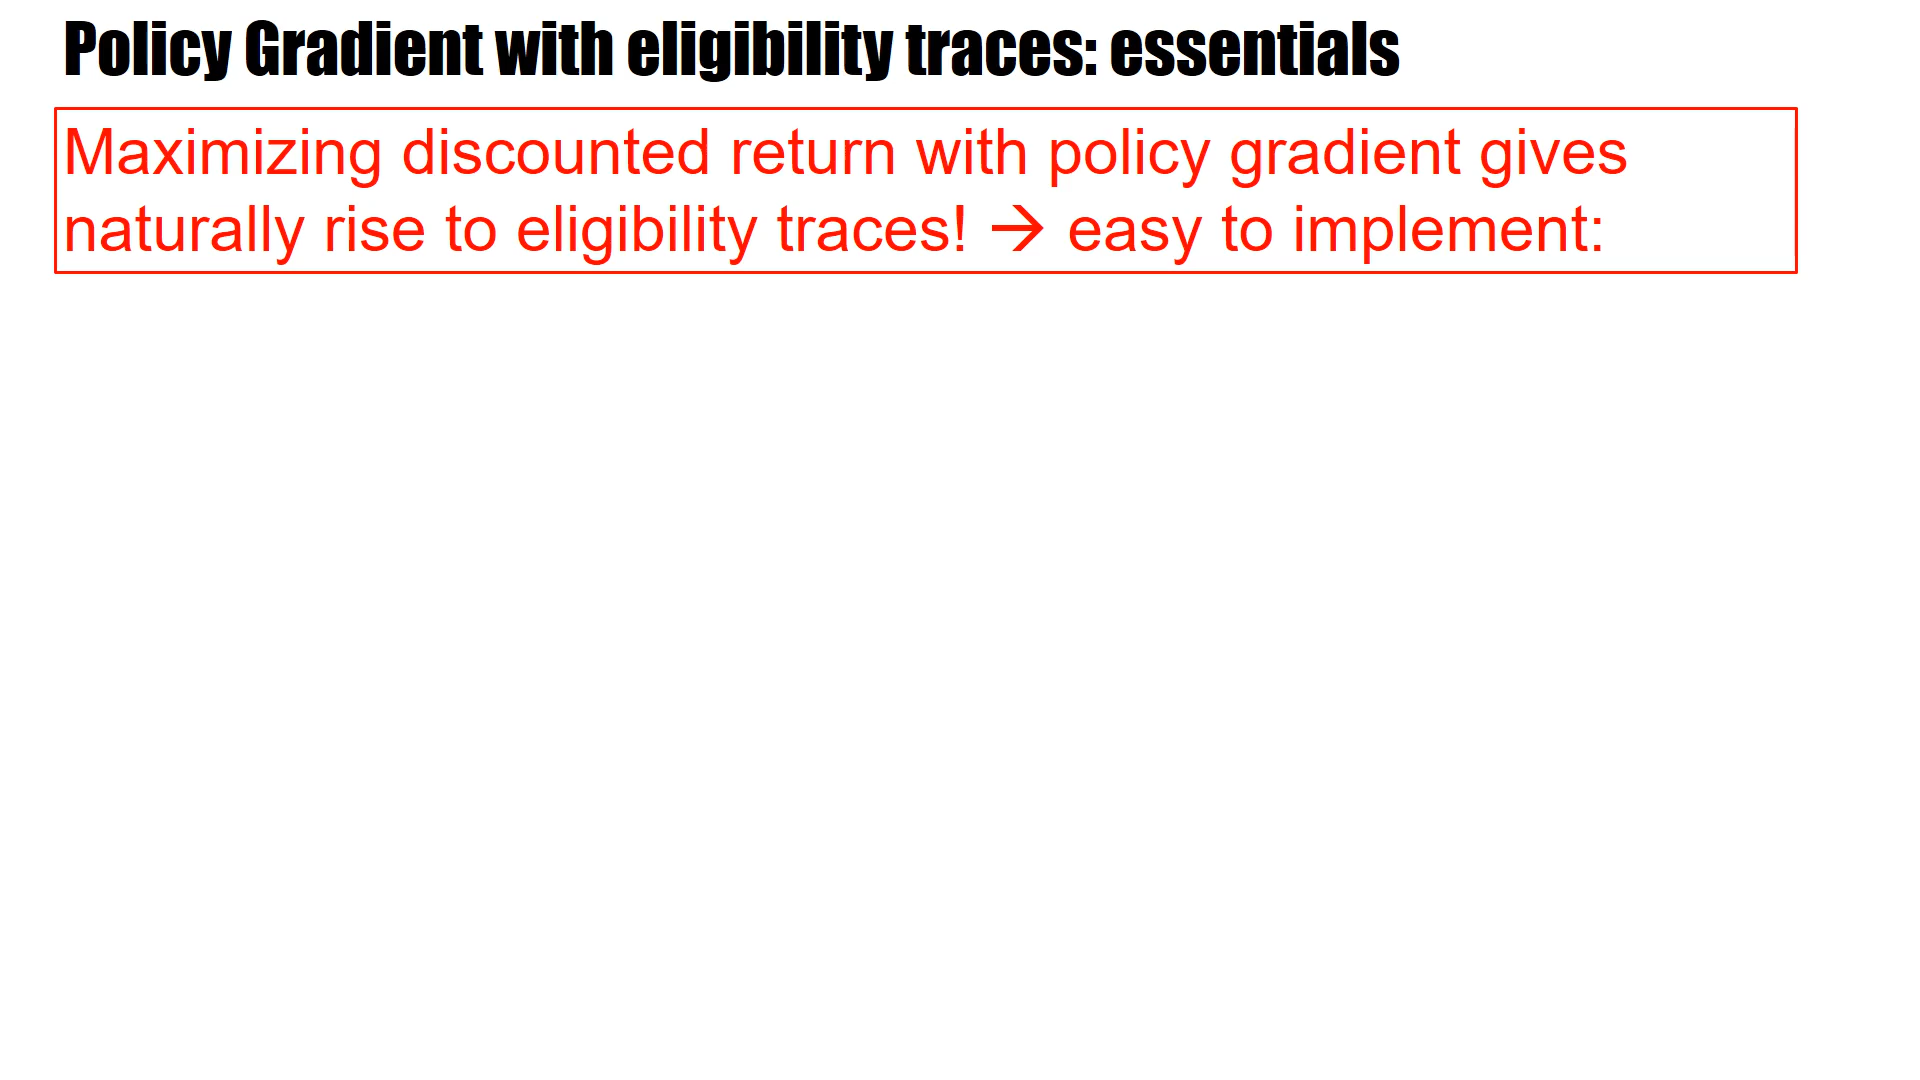 Policy Gradient with eligibility traces: essentials
Maximizing discounted return with policy gradient gives
naturally rise to eligibility traces! → easy to implement: